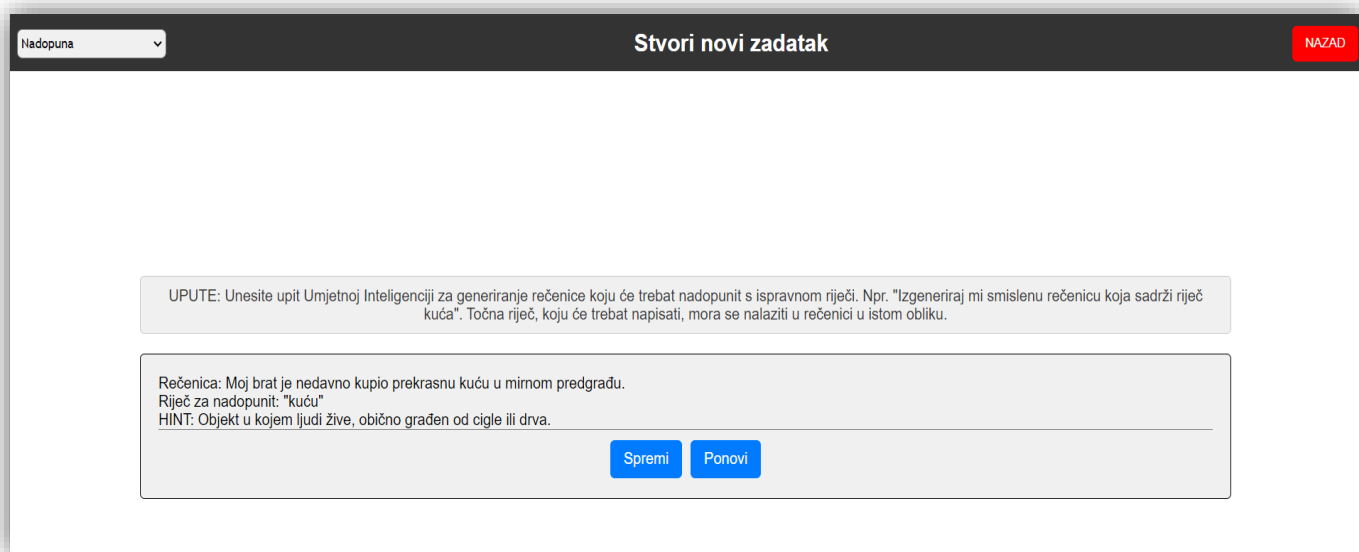 Nadopuna
Stvori novi zadatak
NAZAD
UPUTE: Unesite upit Umjetnoj Inteligenciji za generiranje rečenice koju će trebat nadopunit s ispravnom riječi. Npr. "Izgeneriraj mi smislenu rečenicu koja sadrži riječ
kuća". Točna riječ, koju će trebat napisati, mora se nalaziti u rečenici u istom obliku.
Rečenica: Moj brat je nedavno kupio prekrasnu kuću u mirnom predgrađu.
Riječ za nadopunit: "kuću"
HINT: Objekt u kojem ljudi žive, obično građen od cigle ili drva.
Spremi
Ponovi